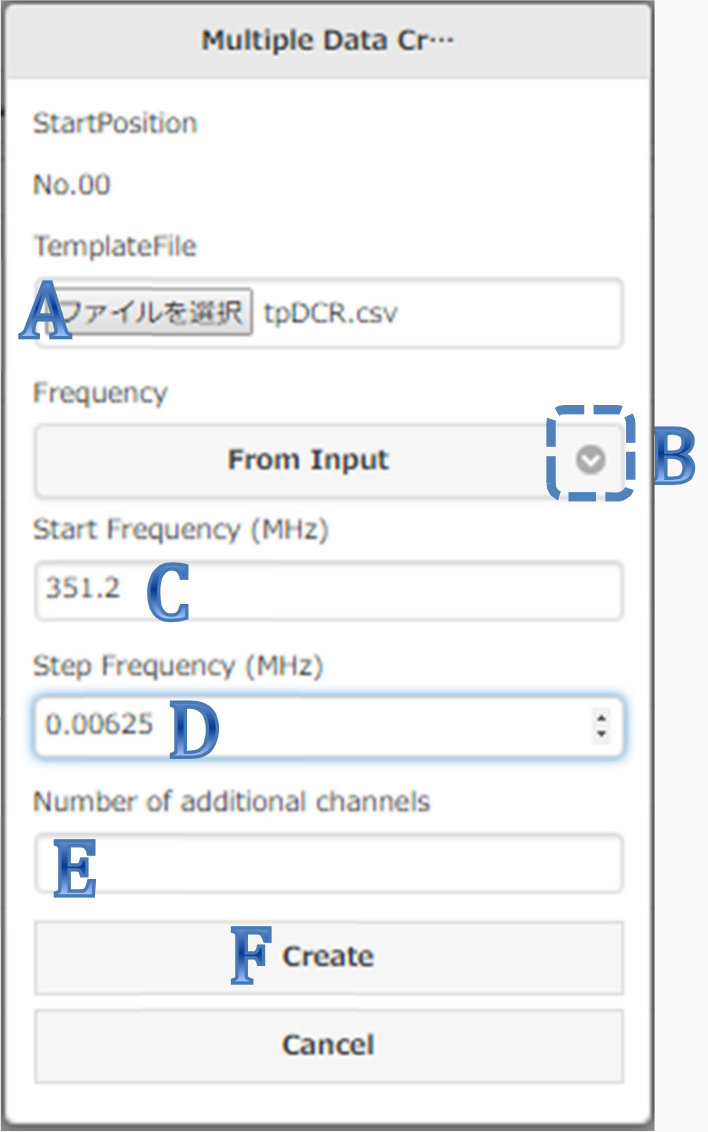 Multiple Data Cr…
StartPosition
No.00
TemplateFile
A ファイルを選択 tpDCR.csv
Frequency
From Input B
Start Frequency (MHz)
351.2 C
Step Frequency (MHz)
0.00625 D
Number of additional channels
E
F Create
Cancel